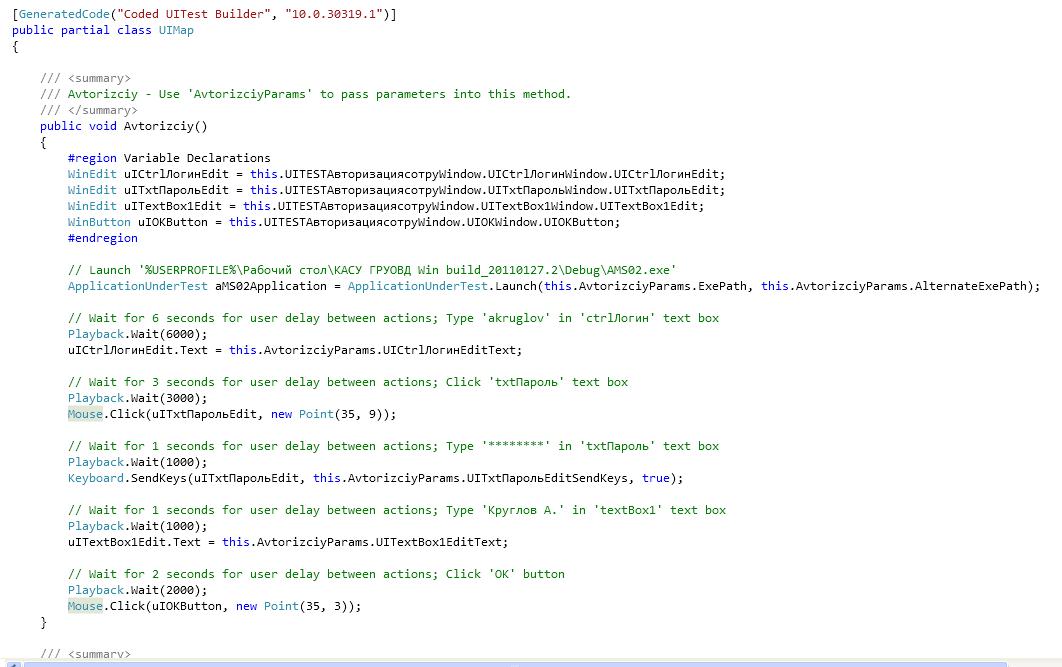 [GeneratedCode("Coded UITest Builder", "10.0.30319.1")]
public partial class UIMap
{
/// <summary>
/// Avtorizciy - Use 'AvtorizciyParams' to pass parameters into this method.
/// </summary>
public void Avtorizciy()
{
#region Variable Declarations
WinEdit uICtrlЛогинEdit = this.UITESTАвторизациясотруWindow.UICtrlЛогинWindow.UICtrlЛогинEdit;
WinEdit uITxtПарольEdit = this.UITESTАвторизациясотруWindow.UITxtПарольWindow.UITxtПарольEdit;
WinEdit uITextBox1Edit = this.UITESTАвторизациясотруWindow.UITextBox1Window.UITextBox1Edit;
WinButton uIOKButton = this.UITESTАвторизациясотруWindow.UIOKWindow.UIOKButton;
#endregion
// Launch '%USERPROFILE%\Рабочий стол\КАСУ ГРУОВД Win build_20110127.2\Debug\AMS02.exe'
ApplicationUnderTest aMS02Application = ApplicationUnderTest.Launch(this.AvtorizciyParams.ExePath, this.AvtorizciyParams.AlternateExePath);
// Wait for 6 seconds for user delay between actions; Type 'akruglov' in 'ctrlЛогин' text box
Playback.Wait(6000);
uICtrlЛогинEdit.Text = this.AvtorizciyParams.UICtrlЛогинEditText;
// Wait for 3 seconds for user delay between actions; Click 'txtПароль' text box
Playback.Wait(3000);
Mouse.Click(uITxtПарольEdit, new Point(35, 9));
// Wait for 1 seconds for user delay between actions; Type '********' in 'txtПароль' text box
Playback.Wait(1000);
Keyboard.SendKeys(uITxtПарольEdit, this.AvtorizciyParams.UITxtПарольEditSendKeys, true);
// Wait for 1 seconds for user delay between actions; Type 'Круглов А.' in 'textBox1' text box
Playback.Wait(1000);
uITextBox1Edit.Text = this.AvtorizciyParams.UITextBox1EditText;
// Wait for 2 seconds for user delay between actions; Click 'OK' button
Playback.Wait(2000);
Mouse.Click(uIOKButton, new Point(35, 3));
}
/// <summary>